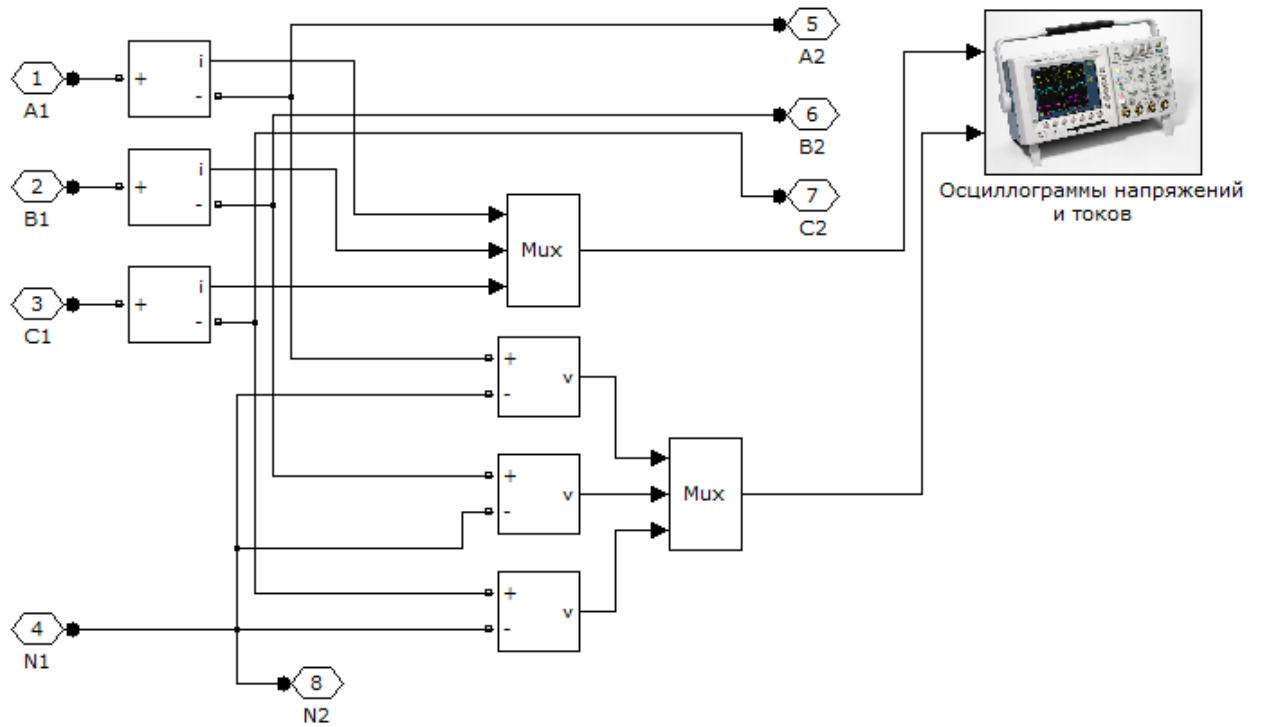 5
A2
1
A1
+
i
-
6
B2
2
B1
+
i
-
7
C2
Осциллограммы напряжений
и токов
3
C1
+
i
-
Mux
+
-
v
+
-
v
Mux
+
-
v
4
N1
8
N2